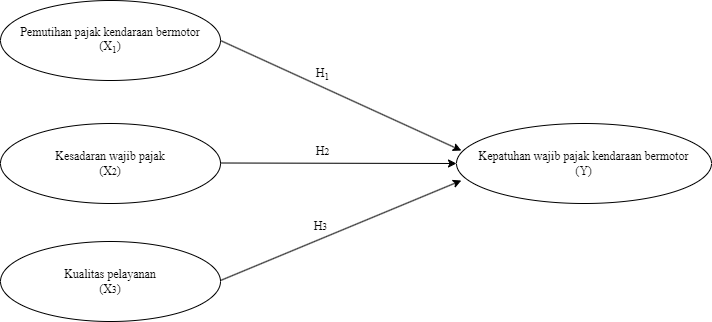 Pemutihan pajak kendaraan bermotor
(X1)
H1
Kesadaran wajib pajak
(X2)
H2
Kepatuhan wajib pajak kendaraan bermotor
(Y)
H3
Kualitas pelayanan
(X3)